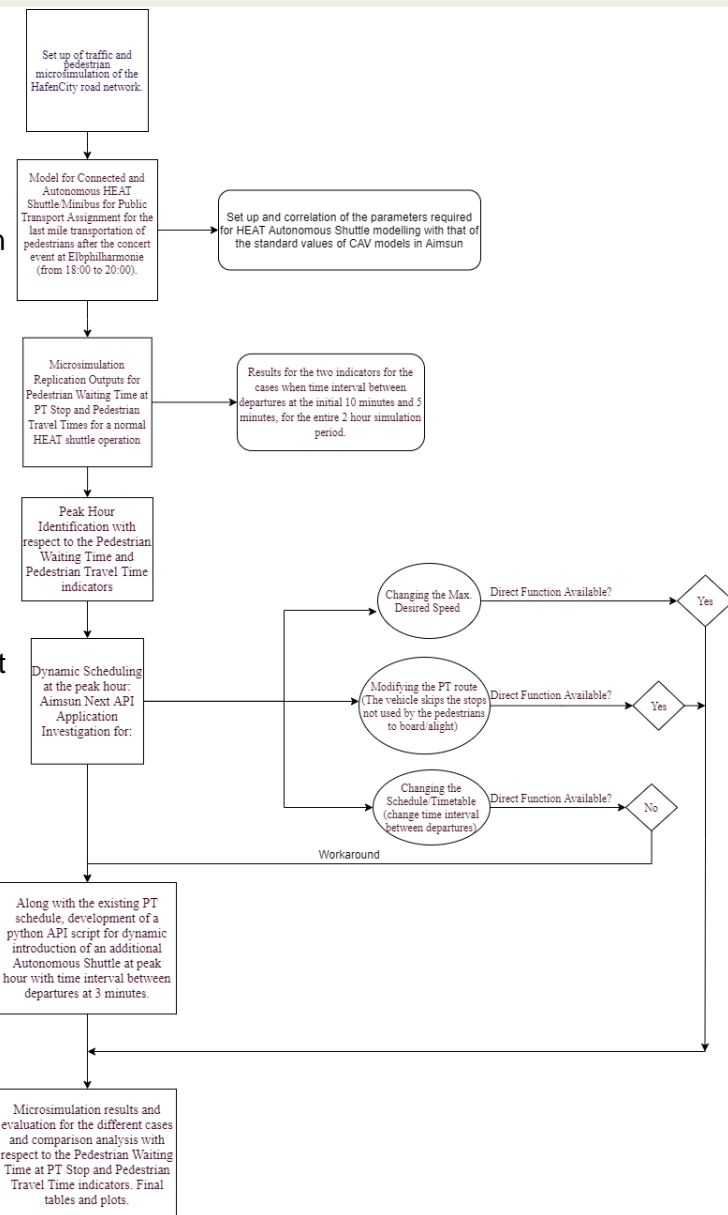 Set up of traffic and
pedestrian
microsimulation of the
HafenCity road network.
Model for Connected and
Autonomous HEAT
Shuttle/Minibus for Public
Transport Assignment for the
last mile transportation of
pedestrians after the concert
event at Elbphilharmonie
(from 18:00 to 20:00).
Set up and correlation of the parameters required
for HEAT Autonomous Shuttle modelling with that of
the standard values of CAV models in Aimsun
Microsimulation
Replication Outputs for
Pedestrian Waiting Time at
PT Stop and Pedestrian
Travel Times for a normal
HEAT shuttle operation
Results for the two indicators for the
cases when time interval between
departures at the initial 10 minutes and 5
minutes, for the entire 2 hour simulation
period.
Peak Hour
Identification with
respect to the Pedestrian
Waiting Time and
Pedestrian Travel Time
indicators
Dynamic Scheduling
at the peak hour:
Aimsun Next API
Application
Investigation for:
Changing the Max.
Desired Speed
Direct Function Available?
Yes
Modifying the PT route
(The vehicle skips the stops
not used by the pedestrians
to board/alight)
Direct Function Available?
Yes
Changing the
Schedule/Timetable
(change time interval
between departures)
Direct Function Available?
No
Workaround
Along with the existing PT
schedule, development of a
python API script for dynamic
introduction of an additional
Autonomous Shuttle at peak
hour with time interval between
departures at 3 minutes.
Microsimulation results and
evaluation for the different cases
and comparison analysis with
respect to the Pedestrian Waiting
Time at PT Stop and Pedestrian
Travel Time indicators. Final
tables and plots.